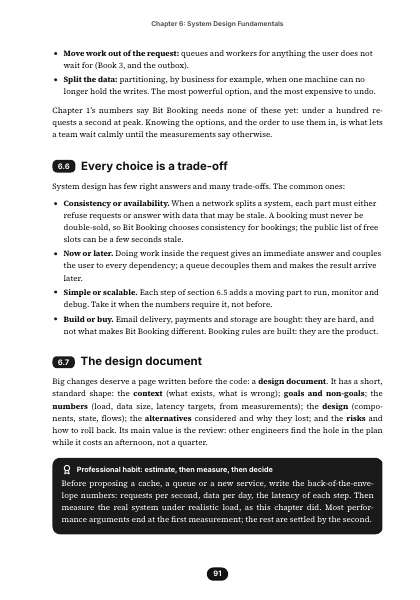 Chapter 6: System Design Fundamentals
• Move work out of the request: queues and workers for anything the user does not
wait for (Book 3, and the outbox).
• Split the data: partitioning, by business for example, when one machine can no
longer hold the writes. The most powerful option, and the most expensive to undo.
Chapter 1's numbers say Bit Booking needs none of these yet: under a hundred re-
quests a second at peak. Knowing the options, and the order to use them in, is what lets
a team wait calmly until the measurements say otherwise.
6.6 Every choice is a trade-off
System design has few right answers and many trade-offs. The common ones:
• Consistency or availability. When a network splits a system, each part must either
refuse requests or answer with data that may be stale. A booking must never be
double-sold, so Bit Booking chooses consistency for bookings; the public list of free
slots can be a few seconds stale.
• Now or later. Doing work inside the request gives an immediate answer and couples
the user to every dependency; a queue decouples them and makes the result arrive
later.
• Simple or scalable. Each step of section 6.5 adds a moving part to run, monitor and
debug. Take it when the numbers require it, not before.
• Build or buy. Email delivery, payments and storage are bought: they are hard, and
not what makes Bit Booking different. Booking rules are built: they are the product.
6.7 The design document
Big changes deserve a page written before the code: a design document. It has a short,
standard shape: the context (what exists, what is wrong); goals and non-goals; the
numbers (load, data size, latency targets, from measurements); the design (compo-
nents, state, flows); the alternatives considered and why they lost; and the risks and
how to roll back. Its main value is the review: other engineers find the hole in the plan
while it costs an afternoon, not a quarter.
Professional habit: estimate, then measure, then decide
Before proposing a cache, a queue or a new service, write the back-of-the-enve-
lope numbers: requests per second, data per day, the latency of each step. Then
measure the real system under realistic load, as this chapter did. Most perfor-
mance arguments end at the first measurement; the rest are settled by the second.
91